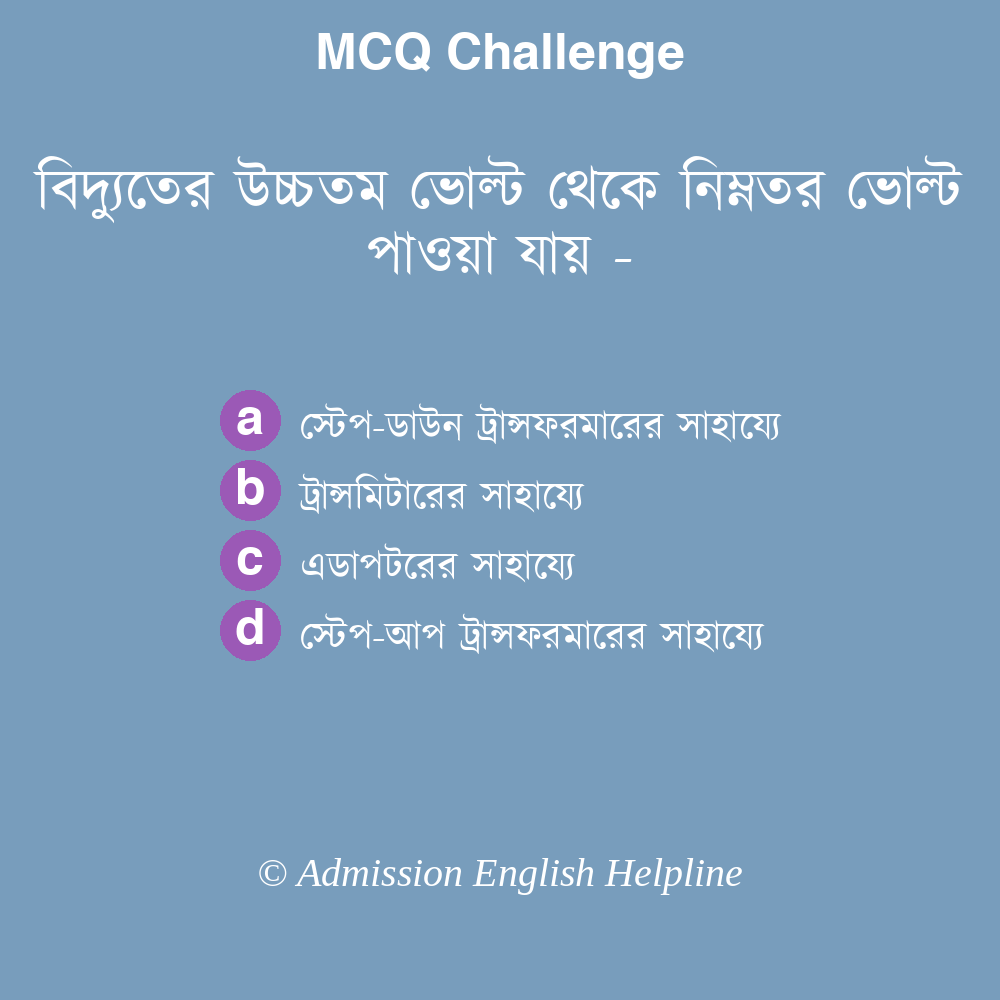 MCQ Challenge
বিদ্যুতের উচ্চতম ভোল্ট থেকে নিম্নতর ভোল্ট
পাওয়া যায় -
a স্টেপ-ডাউন ট্রান্সফরমারের সাহায্যে
b ট্রান্সমিটারের সাহায্যে
c এডাপটরের সাহায্যে
d স্টেপ-আপ ট্রান্সফরমারের সাহায্যে
© Admission English Helpline